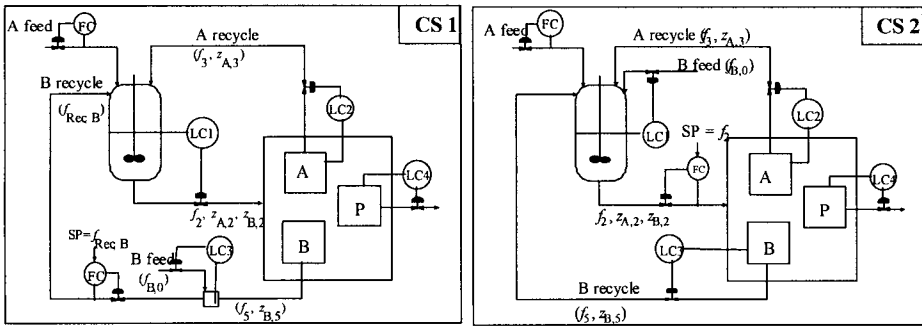 CS 1
A feed
FC
A recycle
(f3, zA,3)
B recycle
(fRec, B)
LC1
LC2
A
LC4
P
f2, zA,2, zB,2
B
SP=fRec, B
B feed
(fB,0)
LC3
FC
(f5, zB,5)
CS 2
A feed
FC
A recycle (f3, zA,3)
B feed (fB,0)
LC1
LC2
SP = f2
FC
A
LC4
P
f2, zA,2, zB,2
LC3
B
B recycle
(f5, zB,5)